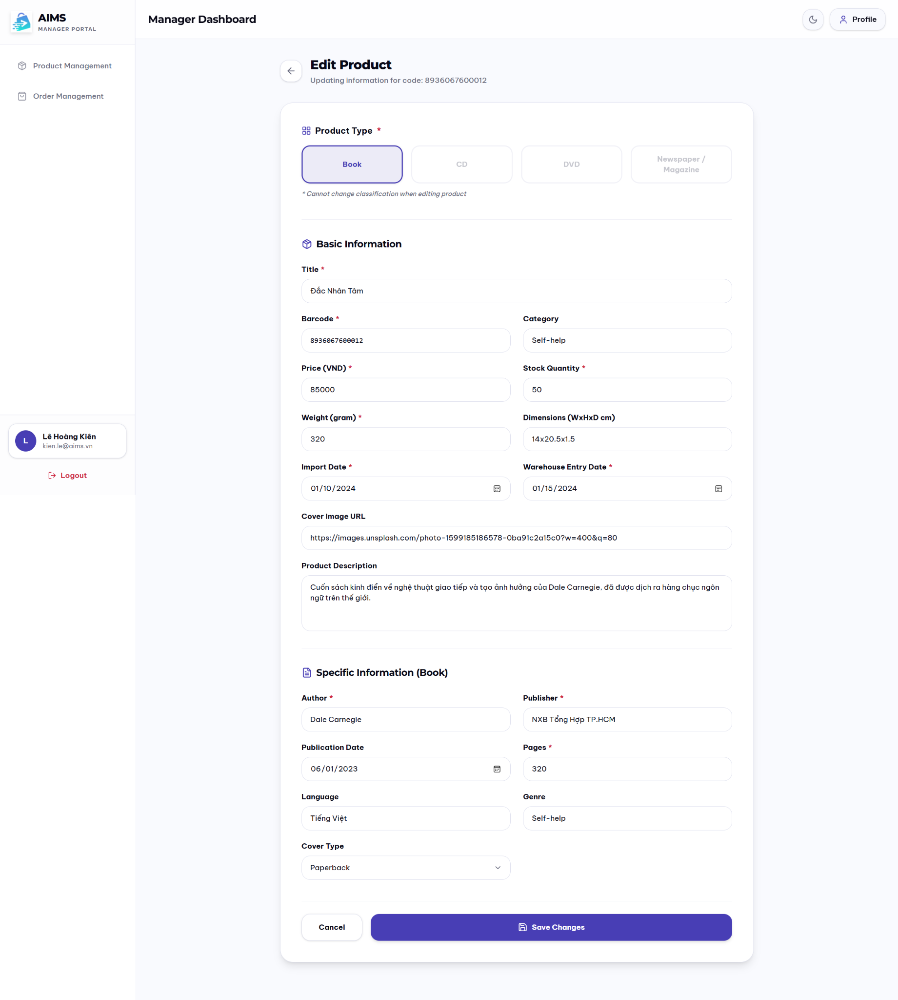 AIMS
MANAGER PORTAL
Product Management
Order Management
L
Lê Hoàng Kiên
kien.le@aims.vn
Logout
Manager Dashboard
Profile
Edit Product
Updating information for code: 8936067600012
Product Type *
Book
CD
DVD
Newspaper /
Magazine
* Cannot change classification when editing product
Basic Information
Title *
Đắc Nhân Tâm
Barcode *
8936067600012
Category
Self-help
Price (VND) *
85000
Stock Quantity *
50
Weight (gram) *
320
Dimensions (WxHxD cm)
14x20.5x1.5
Import Date *
01/10/2024
Warehouse Entry Date *
01/15/2024
Cover Image URL
https://images.unsplash.com/photo-1599185186578-0ba91c2a15c0?w=400&q=80
Product Description
Cuốn sách kinh điển về nghệ thuật giao tiếp và tạo ảnh hưởng của Dale Carnegie, đã được dịch ra hàng chục ngôn
ngữ trên thế giới.
Specific Information (Book)
Author *
Dale Carnegie
Publisher *
NXB Tổng Hợp TP.HCM
Publication Date
06/01/2023
Pages *
320
Language
Tiếng Việt
Genre
Self-help
Cover Type
Paperback
Cancel
Save Changes